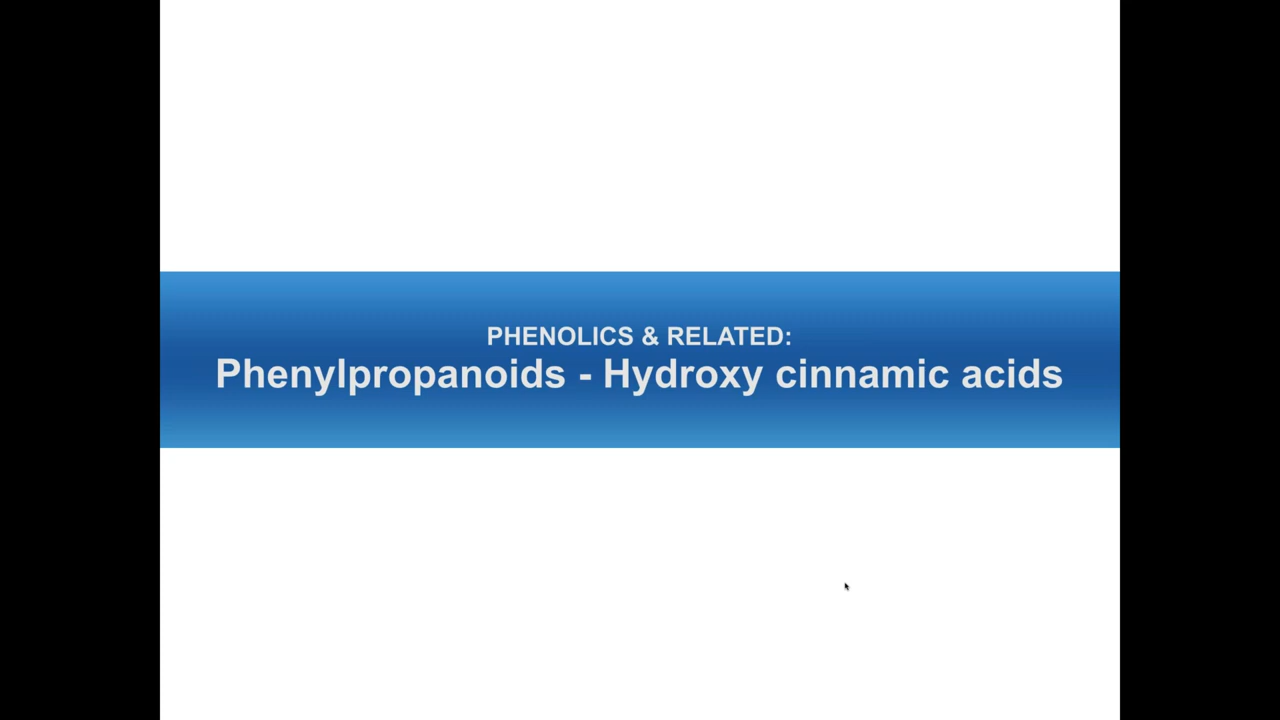 PHENOLICS & RELATED:
Phenylpropanoids - Hydroxy cinnamic acids